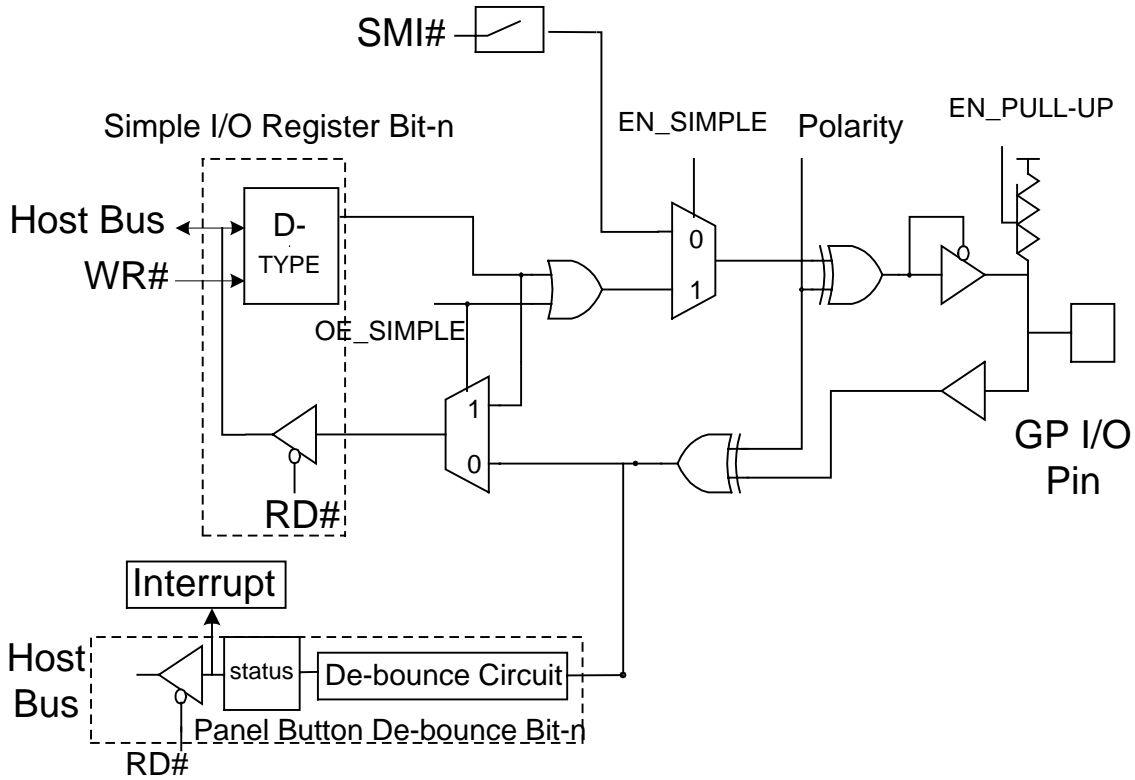 SMI#
EN_SIMPLE
Polarity
EN_PULL-UP
Simple I/O Register Bit-n
Host Bus
D-
TYPE
0
WR#
1
OE_SIMPLE
1
0
GP I/O
Pin
RD#
Interrupt
Host
Bus
status
De-bounce Circuit
Panel Button De-bounce Bit-n
RD#